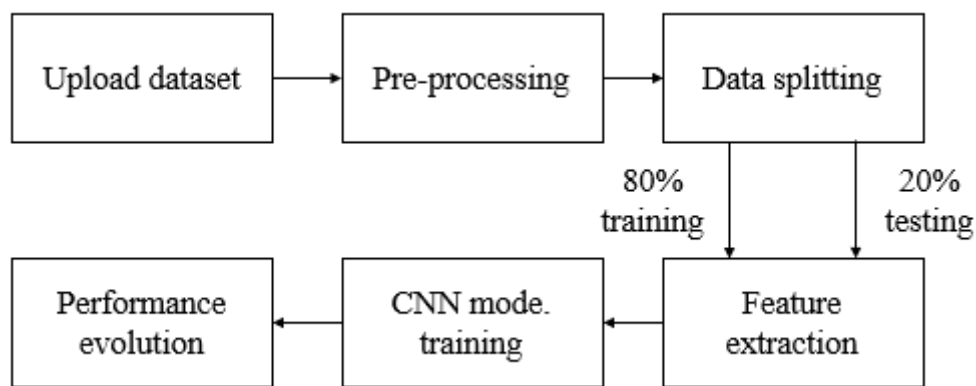 Upload dataset
Pre-processing
Data splitting
80%
training
20%
testing
Performance
evolution
CNN mode.
training
Feature
extraction